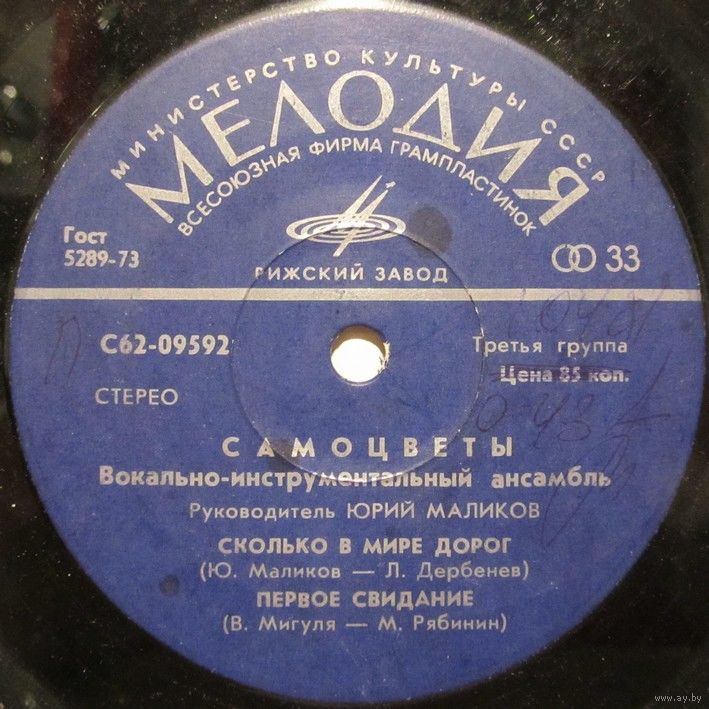 МИНИСТЕРСТВО КУЛЬТУРЫ СССР
МЕЛОДИЯ
ВСЕСОЮЗНАЯ ФИРМА ГРАМПЛАСТИНОК
Гост
5289-73
РИЖСКИЙ ЗАВОД
33
С62-09592
Третья группа
Цена 85 коп.
СТЕРЕО
САМОЦВЕТЫ
Вокально-инструментальный ансамбль
Руководитель ЮРИЙ МАЛИКОВ
СКОЛЬКО В МИРЕ ДОРОГ
(Ю. Маликов — Л. Дербенев)
ПЕРВОЕ СВИДАНИЕ
(В. Мигуля — М. Рябинин)
www.ay.by